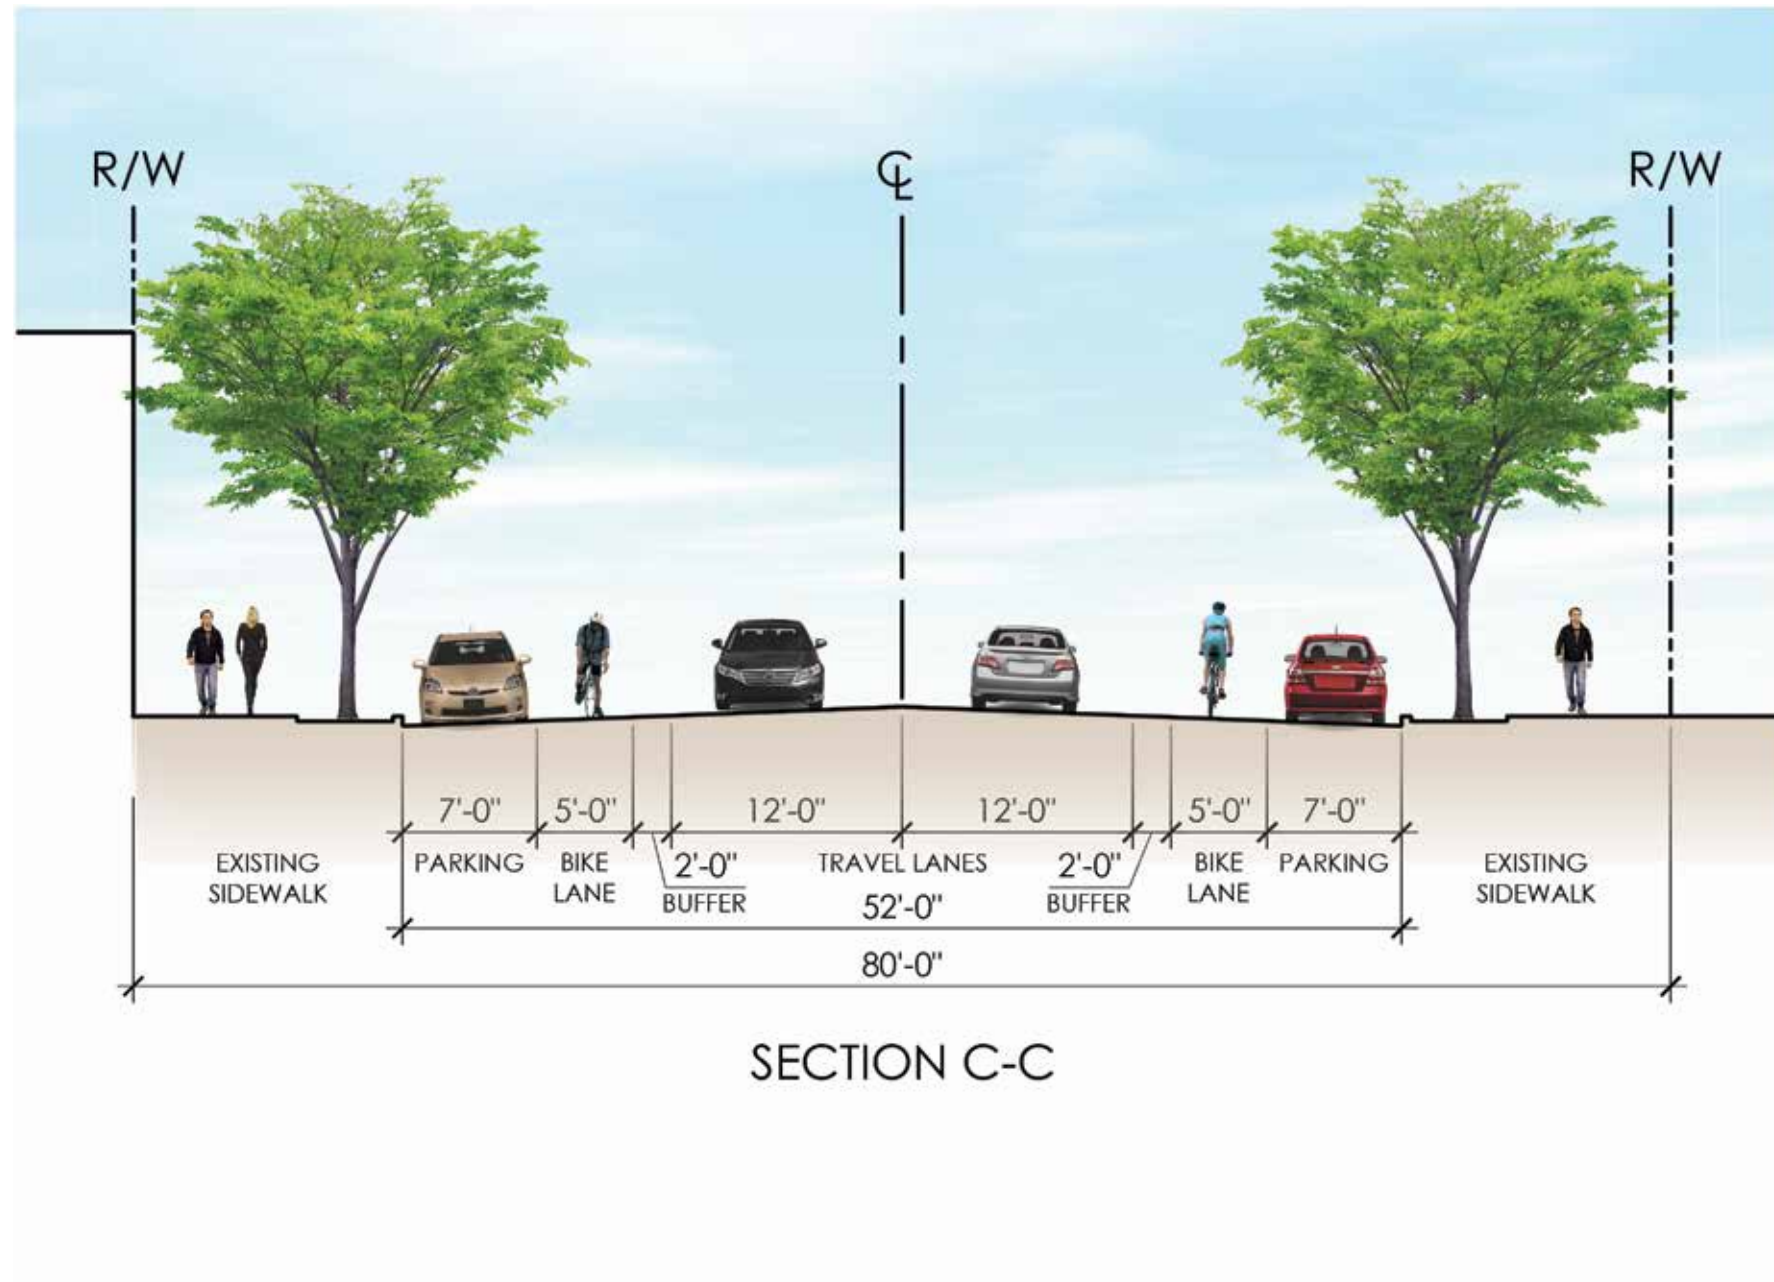 R/W
℄
R/W
7'-0"
5'-0"
12'-0"
12'-0"
5'-0"
7'-0"
EXISTING
SIDEWALK
PARKING
BIKE
LANE
2'-0"
BUFFER
TRAVEL LANES
2'-0"
BUFFER
BIKE
LANE
PARKING
EXISTING
SIDEWALK
52'-0"
80'-0"
SECTION C-C